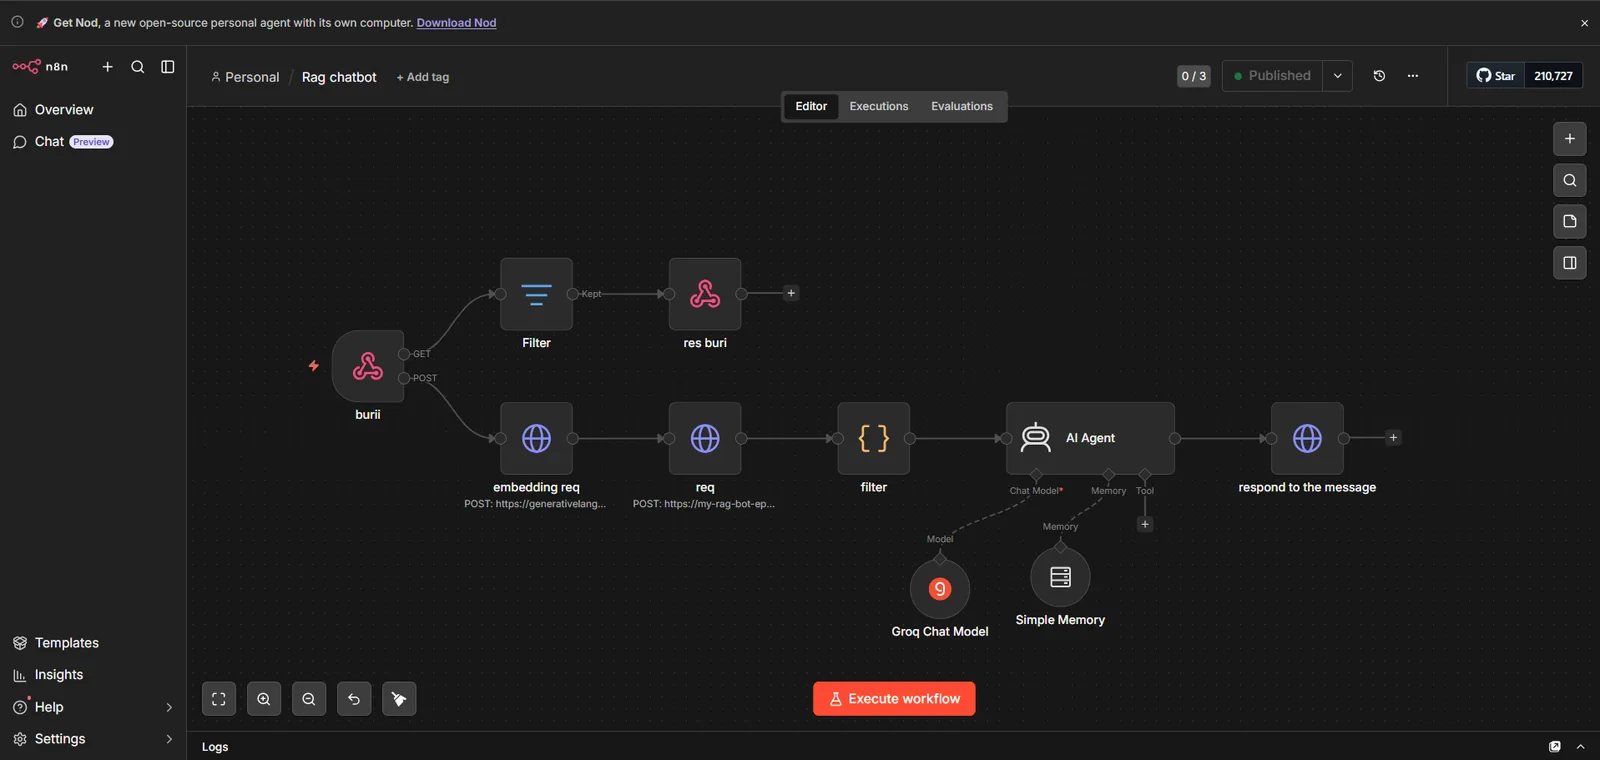 🚀 Get Nod, a new open-source personal agent with its own computer. Download Nod
n8n
Personal / Rag chatbot + Add tag
0 / 3
Published
Star 210,727
Editor Executions Evaluations
Overview
Chat Preview
Filter
Kept
res buri
GET
POST
burii
embedding req
POST: https://generativelang...
req
POST: https://my-rag-bot-ep...
{ }
filter
AI Agent
Chat Model*
Memory
Tool
respond to the message
Model
Memory
9
Groq Chat Model
Simple Memory
Templates
Insights
Help
Settings
Execute workflow
Logs